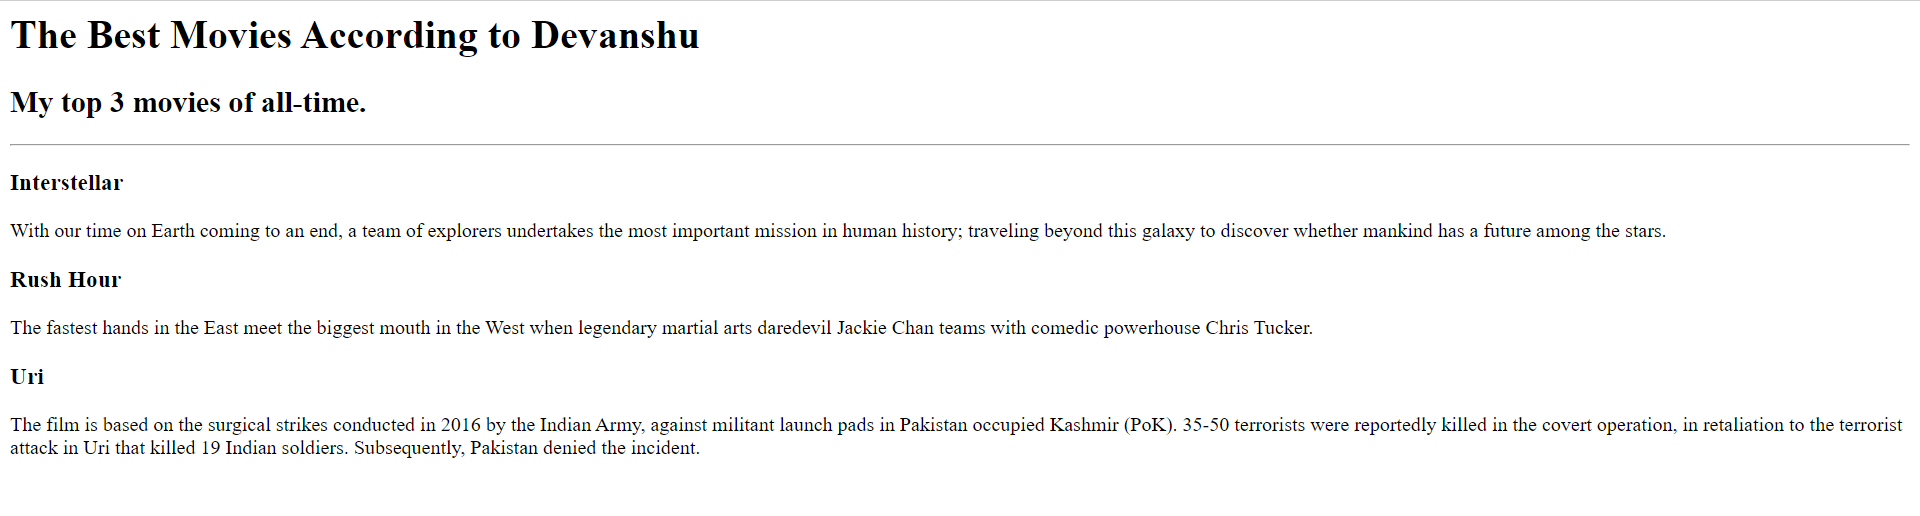 The Best Movies According to Devanshu
My top 3 movies of all-time.
Interstellar
With our time on Earth coming to an end, a team of explorers undertakes the most important mission in human history; traveling beyond this galaxy to discover whether mankind has a future among the stars.
Rush Hour
The fastest hands in the East meet the biggest mouth in the West when legendary martial arts daredevil Jackie Chan teams with comedic powerhouse Chris Tucker.
Uri
The film is based on the surgical strikes conducted in 2016 by the Indian Army, against militant launch pads in Pakistan occupied Kashmir (PoK). 35-50 terrorists were reportedly killed in the covert operation, in retaliation to the terrorist
attack in Uri that killed 19 Indian soldiers. Subsequently, Pakistan denied the incident.